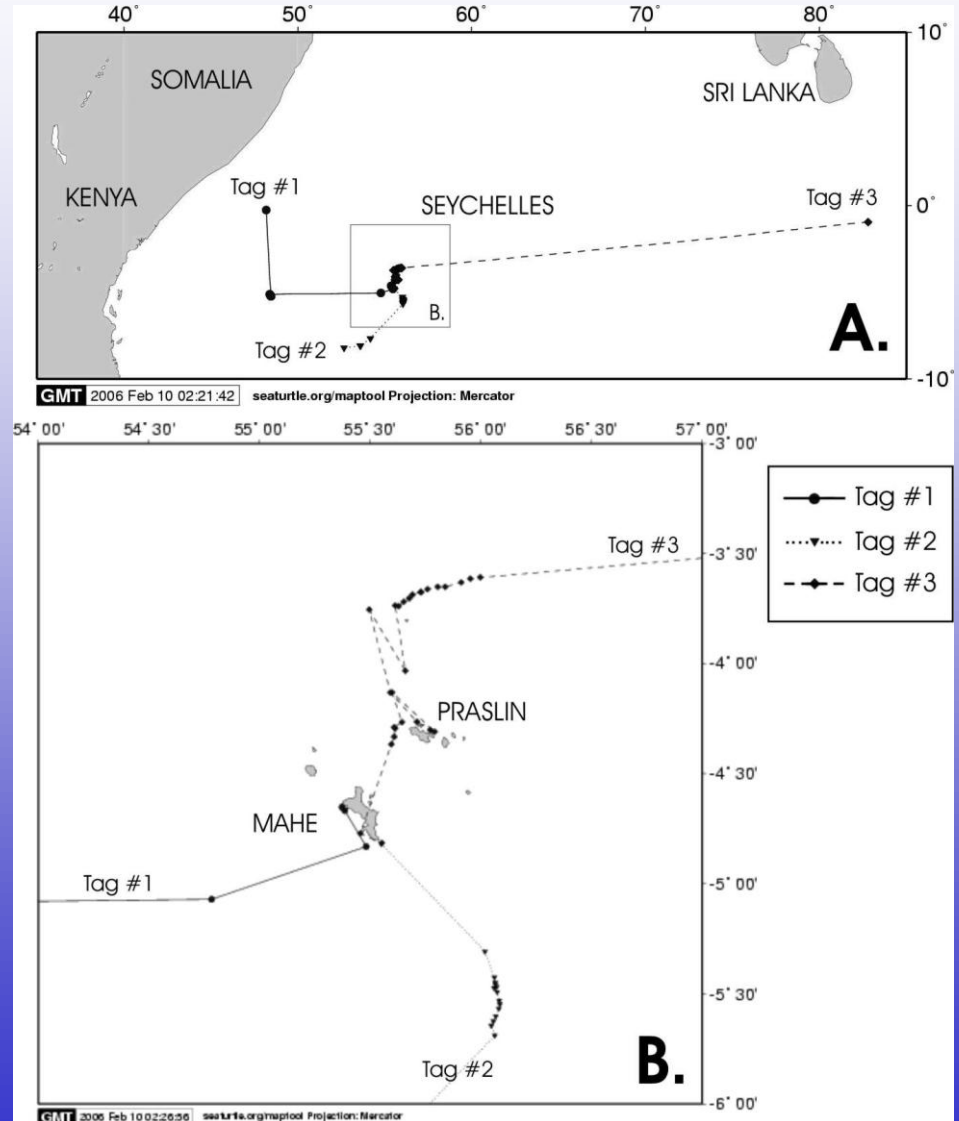 40° 50° 60° 70° 80°
10°
SOMALIA
SRI LANKA
KENYA
Tag #1
SEYCHELLES
Tag #3
0°
B.
Tag #2
A.
-10°
GMT 2006 Feb 10 02:21:42 seaturtle.org/maptool Projection: Mercator
54° 00' 54° 30' 55° 00' 55° 30' 56° 00' 56° 30' 57° 00'
-3° 00'
Tag #1
Tag #2
Tag #3
Tag #3
-3° 30'
-4° 00'
PRASLIN
-4° 30'
MAHE
Tag #1
-5° 00'
-5° 30'
Tag #2
B.
-6° 00'
GMT 2006 Feb 10 02:26:56 seaturtle.org/maptool Projection: Mercator